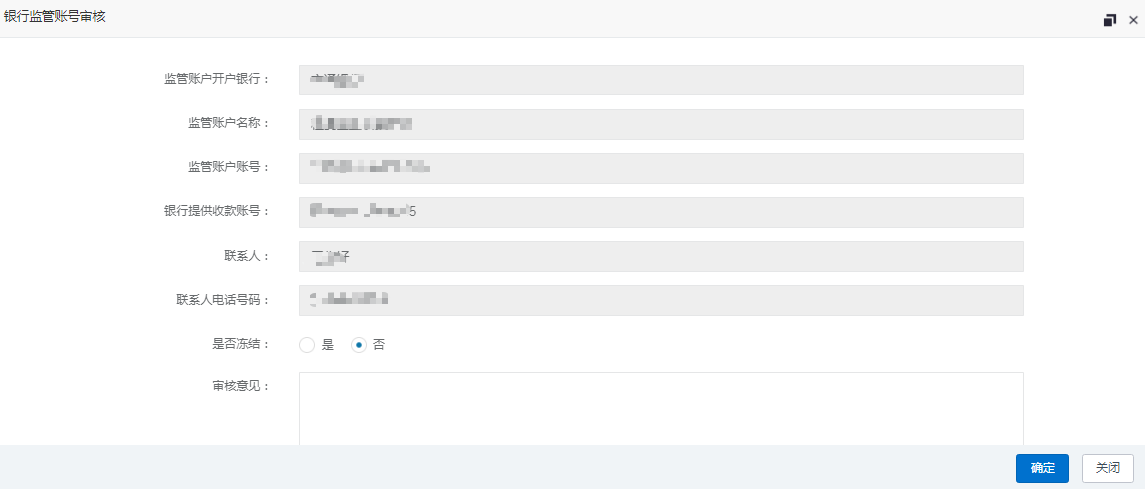 银行监管账号审核
监管账户开户银行：
监管账户名称：
监管账户账号：
银行提供收款账号： 5
联系人：
联系人电话号码：
是否冻结： 是 否
审核意见：
确定 关闭